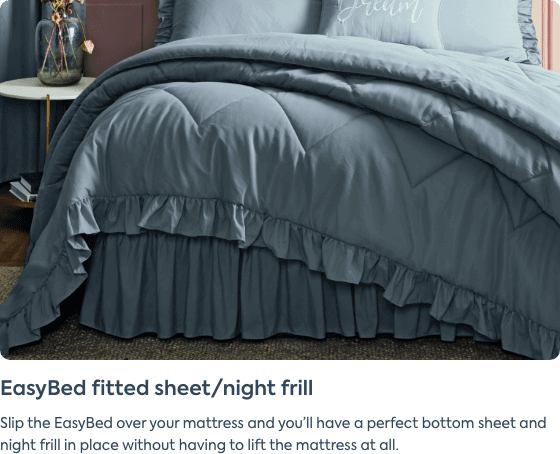 Dream
EasyBed fitted sheet/night frill
Slip the EasyBed over your mattress and you’ll have a perfect bottom sheet and
night frill in place without having to lift the mattress at all.